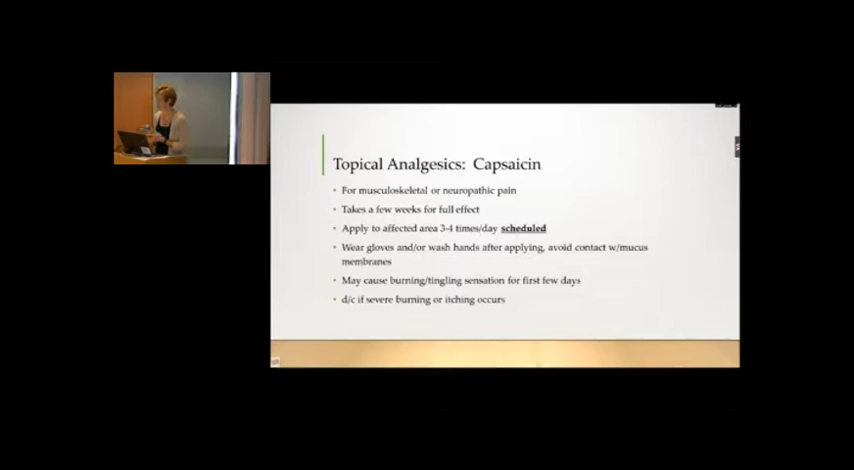 Topical Analgesics: Capsaicin
• For musculoskeletal or neuropathic pain
• Takes a few weeks for full effect
• Apply to affected area 3-4 times/day scheduled
• Wear gloves and/or wash hands after applying, avoid contact w/mucus
membranes
• May cause burning/tingling sensation for first few days
• d/c if severe burning or itching occurs